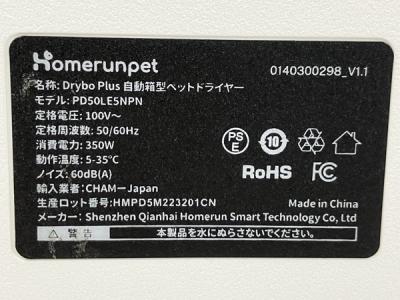 Homerunpet
0140300298_V1.1
名称: Drybo Plus 自動箱型ペットドライヤー
モデル: PD50LE5NPN
定格電圧: 100V～
定格周波数: 50/60Hz
消費電力: 350W
動作温度: 5-35℃
ノイズ: 60dB(A)
輸入業者: CHAMーJapan
生産ロット番号: HMPD5M223201CN
メーカー: Shenzhen Qianhai Homerun Smart Technology Co, Ltd
PSE
10
RoHS
FC
Made in China
⚠ 警告
本製品を水にぬらさないでください。